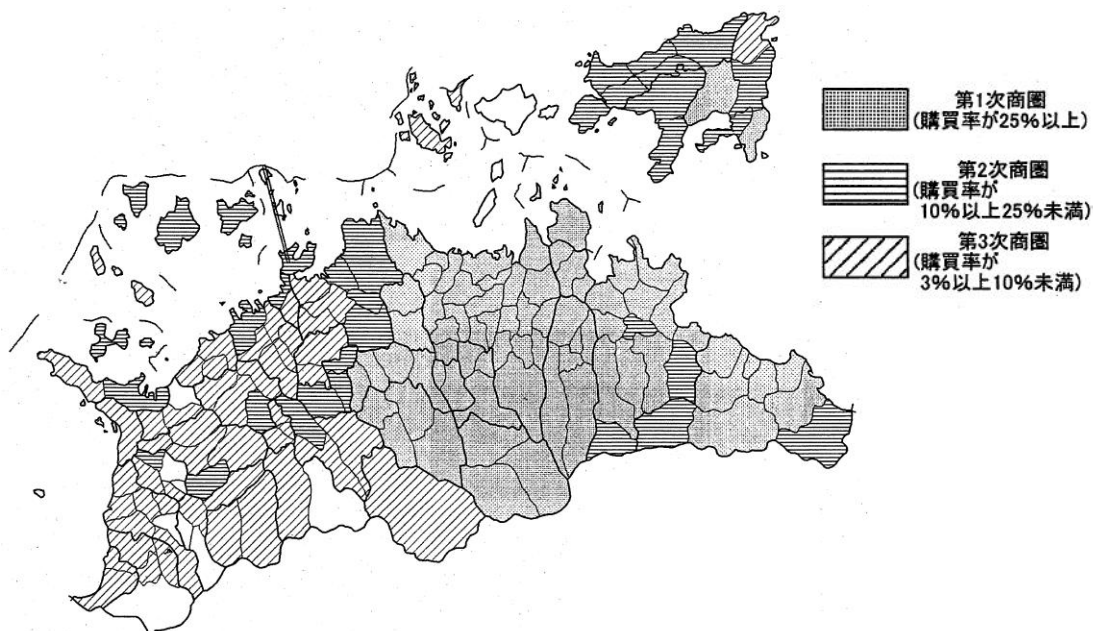 第1次商圏
(購買率が25%以上)
第2次商圏
(購買率が
10%以上25%未満)
第3次商圏
(購買率が
3%以上10%未満)